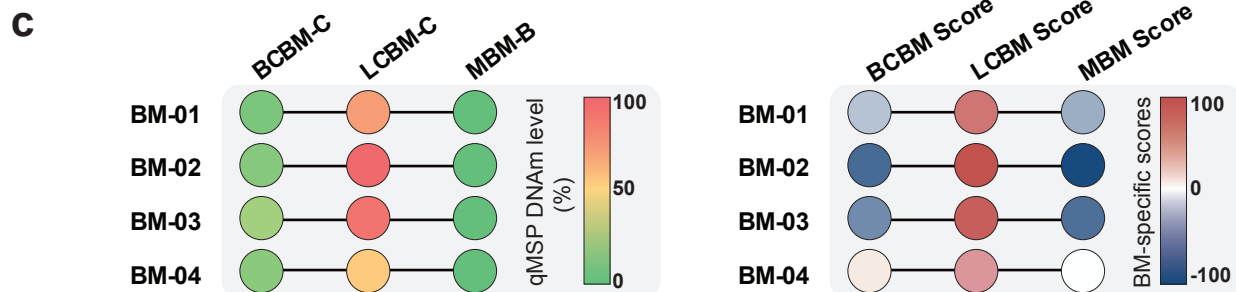 c
BCBM-C
LCBM-C
MBM-B
BM-01
BM-02
BM-03
BM-04
qMSP DNAm level
(%)
100
50
0
BCBM Score
LCBM Score
MBM Score
BM-01
BM-02
BM-03
BM-04
BM-specific scores
100
0
-100